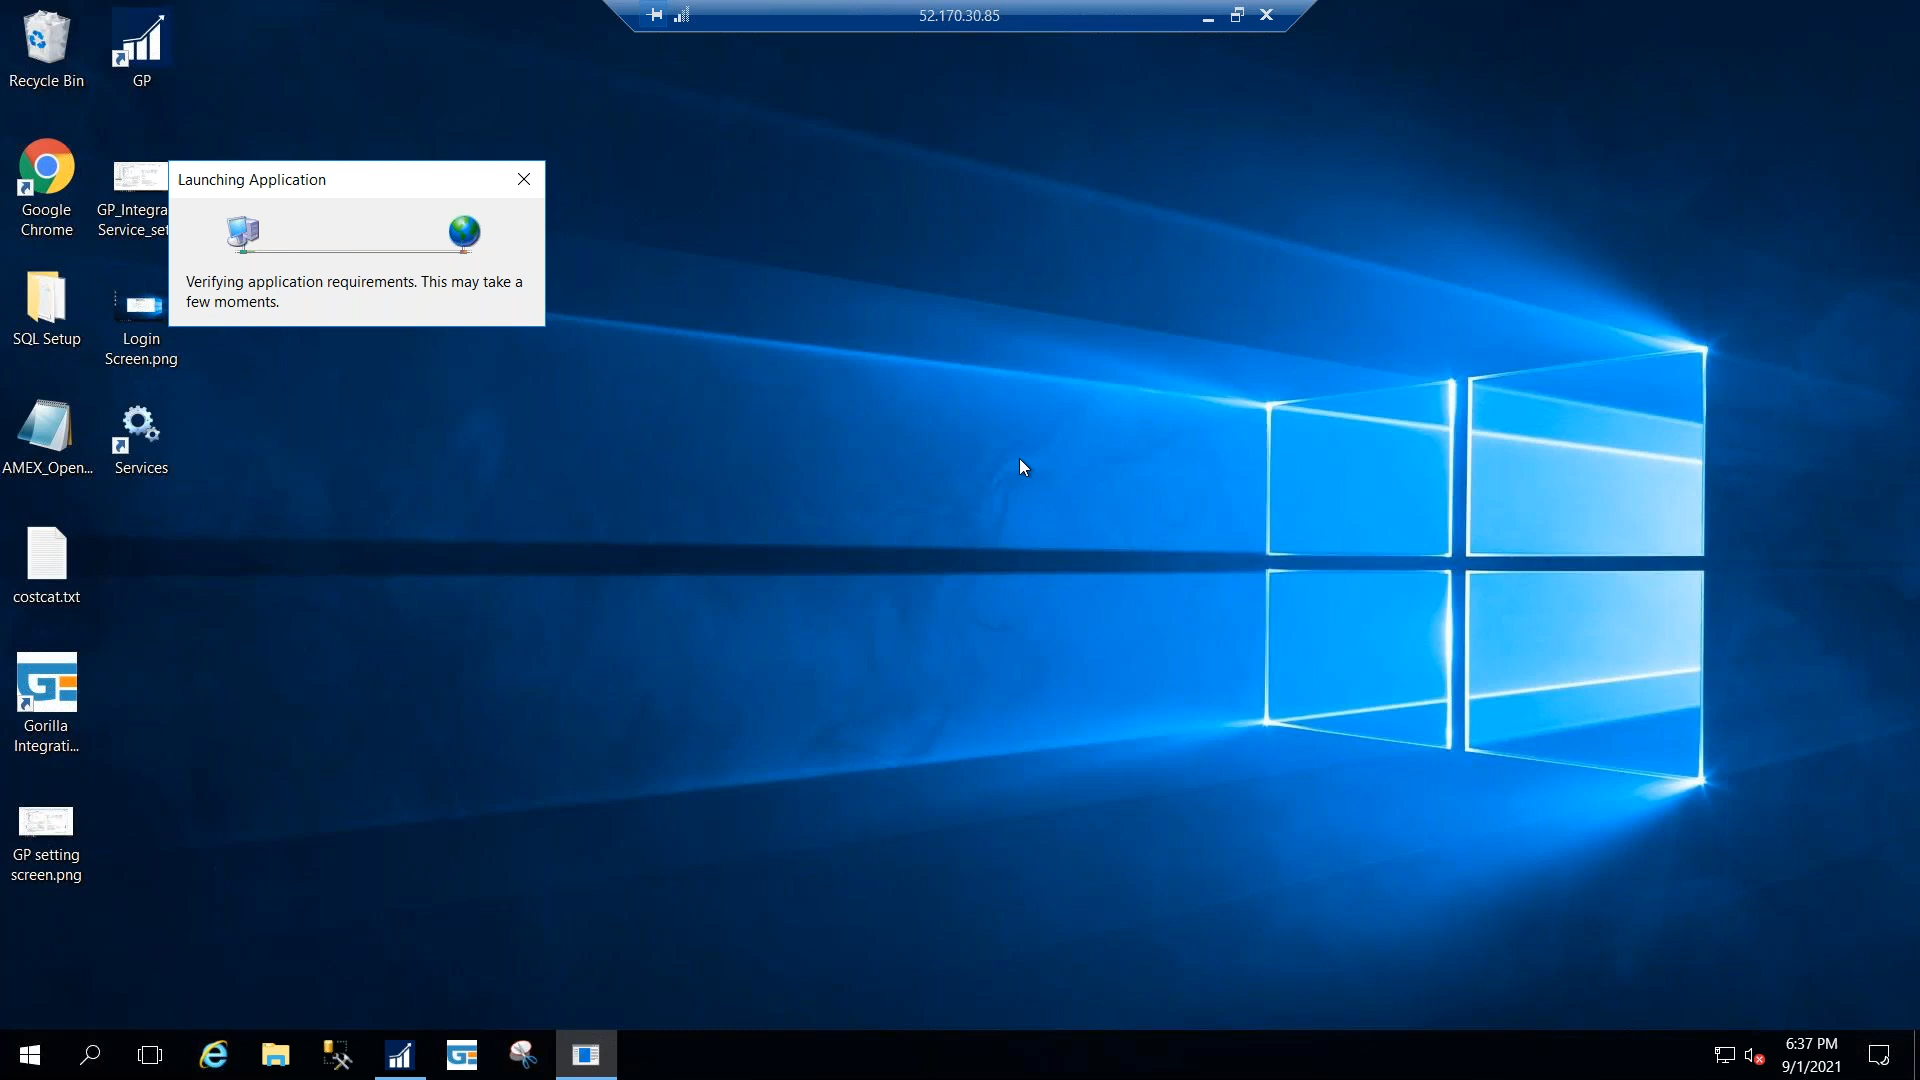 52.170.30.85
Recycle Bin
GP
Google
Chrome
GP_Integra
Service_set
Launching Application
Verifying application requirements. This may take a
few moments.
SQL Setup
Login
Screen.png
AMEX_Open...
Services
costcat.txt
Gorilla
Integrati...
GP setting
screen.png
6:37 PM
9/1/2021